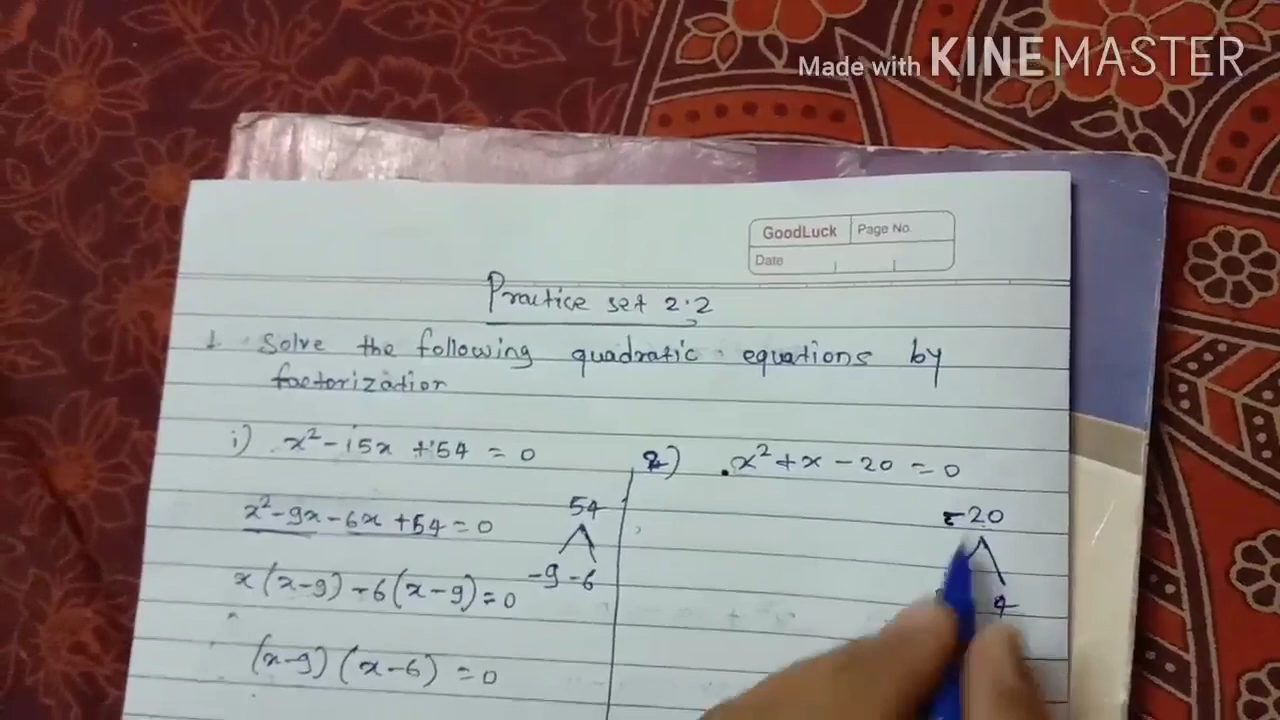 Made with KINEMASTER
GoodLuck Page No.
Date
Practice set 2.2
1. Solve the following quadratic equations by
factorization
i) x² - 15x + 54 = 0
x² - 9x - 6x + 54 = 0
54
-9 -6
x(x-9) - 6(x-9) = 0
(x-9) (x-6) = 0
2) x² + x - 20 = 0
-20
4